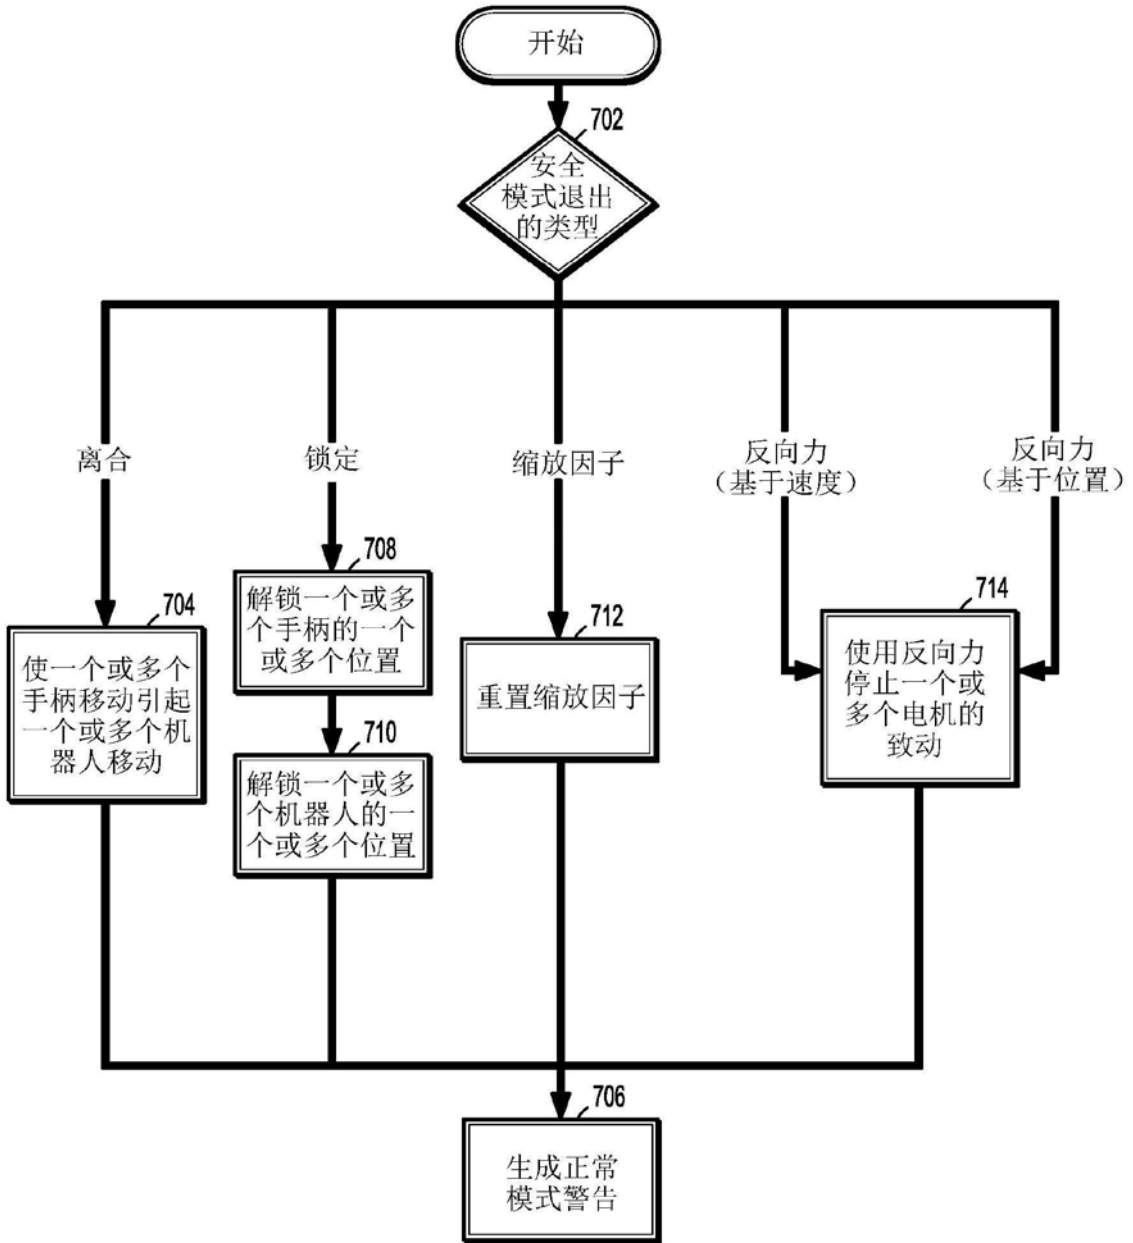 开始
702
安全
模式退出
的类型
离合
锁定
缩放因子
反向力
（基于速度）
反向力
（基于位置）
704
使一个或多个
手柄移动引起
一个或多个机
器人移动
708
解锁一个或多
个手柄的一个
或多个位置
710
解锁一个或多
个机器人的一
个或多个位置
712
重置缩放因子
714
使用反向力
停止一个或
多个电机的
致动
706
生成正常
模式警告